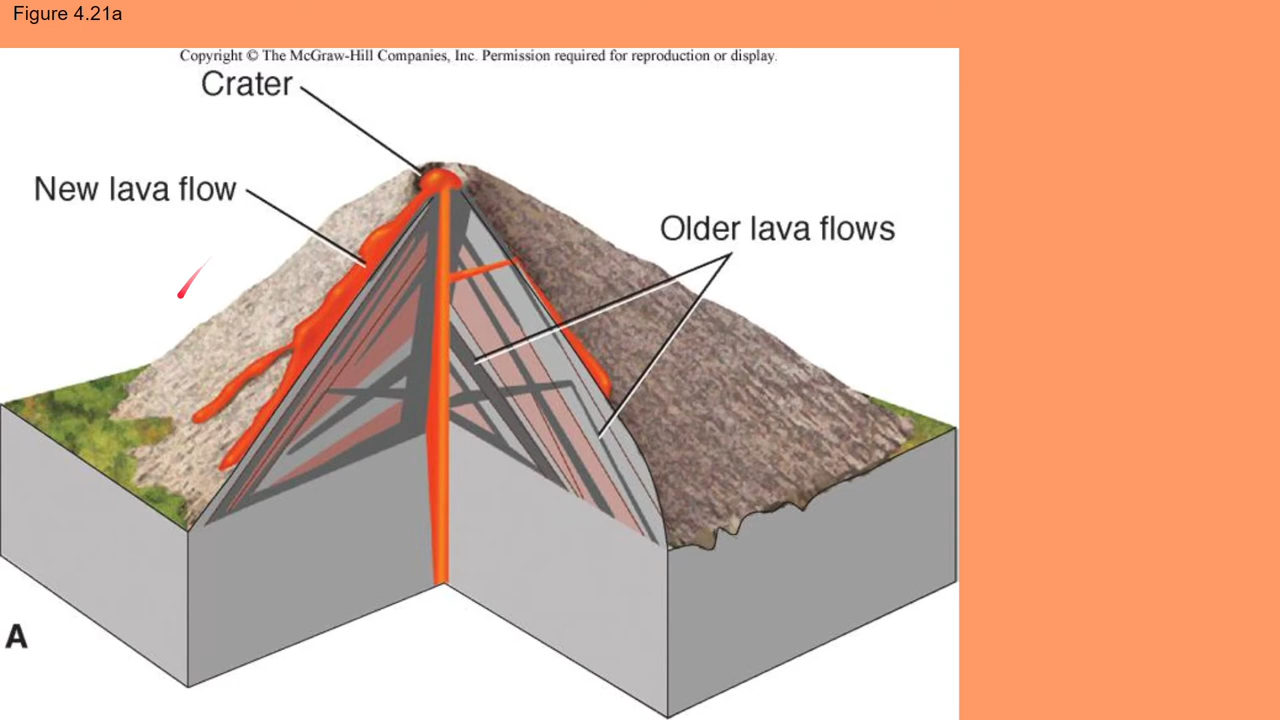 Figure 4.21a
Copyright © The McGraw-Hill Companies, Inc. Permission required for reproduction or display.
Crater
New lava flow
Older lava flows
A